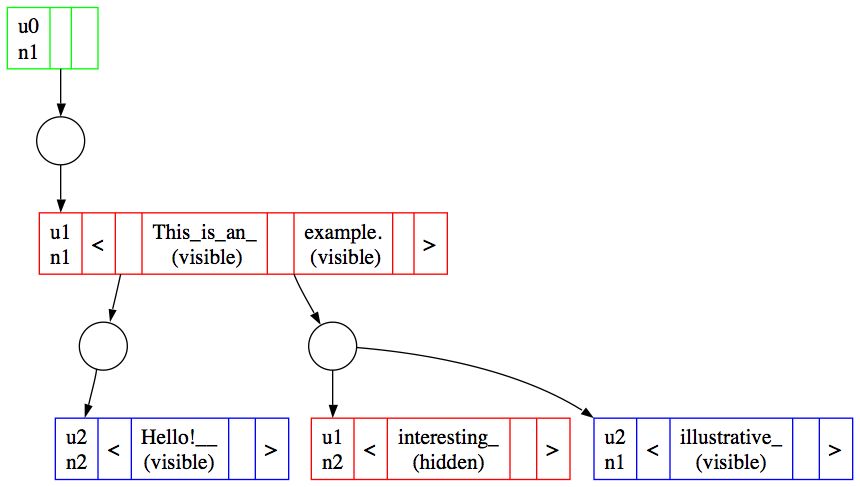 u0
n1
u1
n1
<
This_is_an_
(visible)
example.
(visible)
>
u2
n2
<
Hello!__
(visible)
>
u1
n2
<
interesting_
(hidden)
>
u2
n1
<
illustrative_
(visible)
>